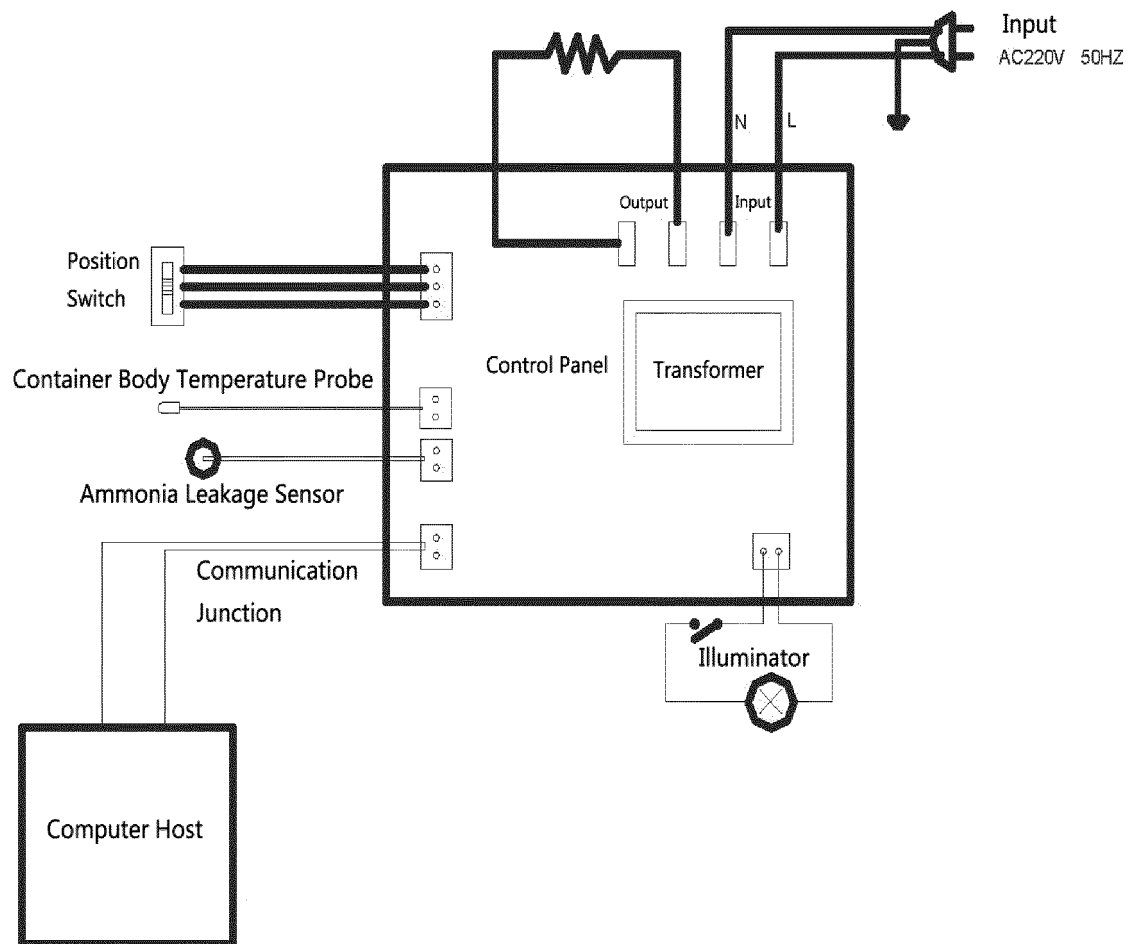 Input
AC220V 50HZ
N L
Output Input
Position
Switch
Control Panel
Transformer
Container Body Temperature Probe
Ammonia Leakage Sensor
Communication
Junction
Illuminator
Computer Host